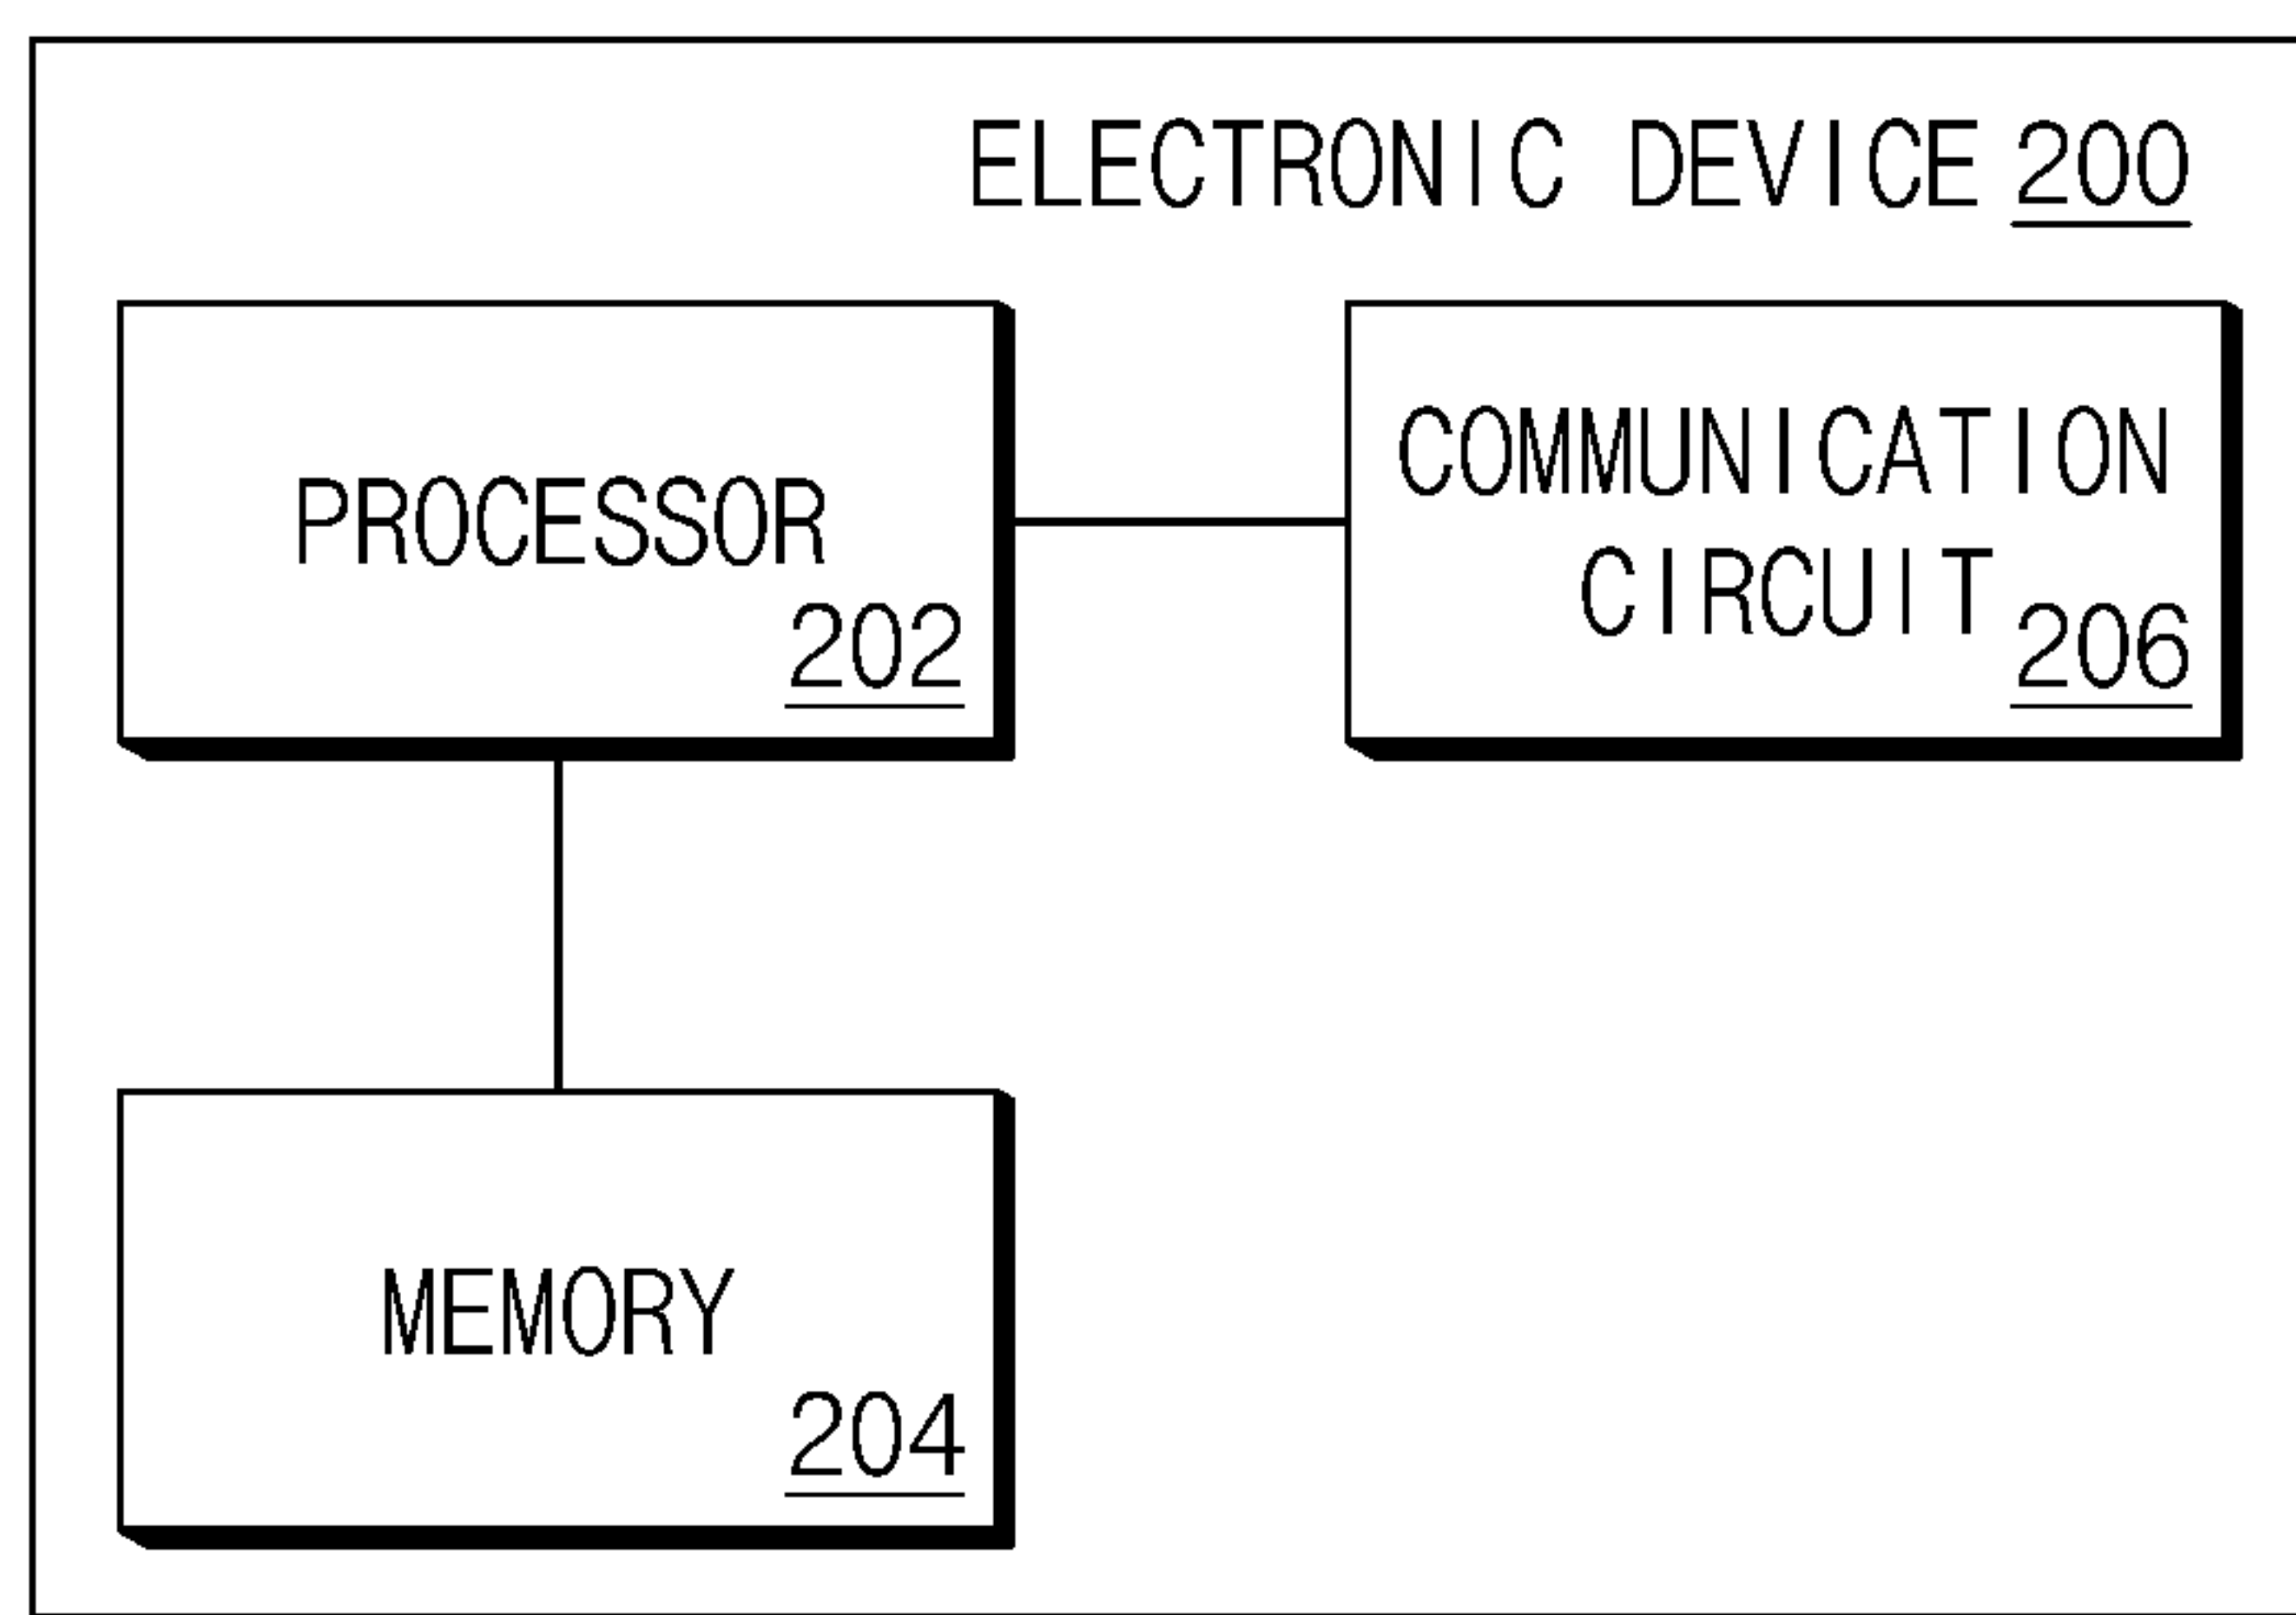 ELECTRONIC DEVICE 200
PROCESSOR
202
COMMUNICATION
CIRCUIT
206
MEMORY
204